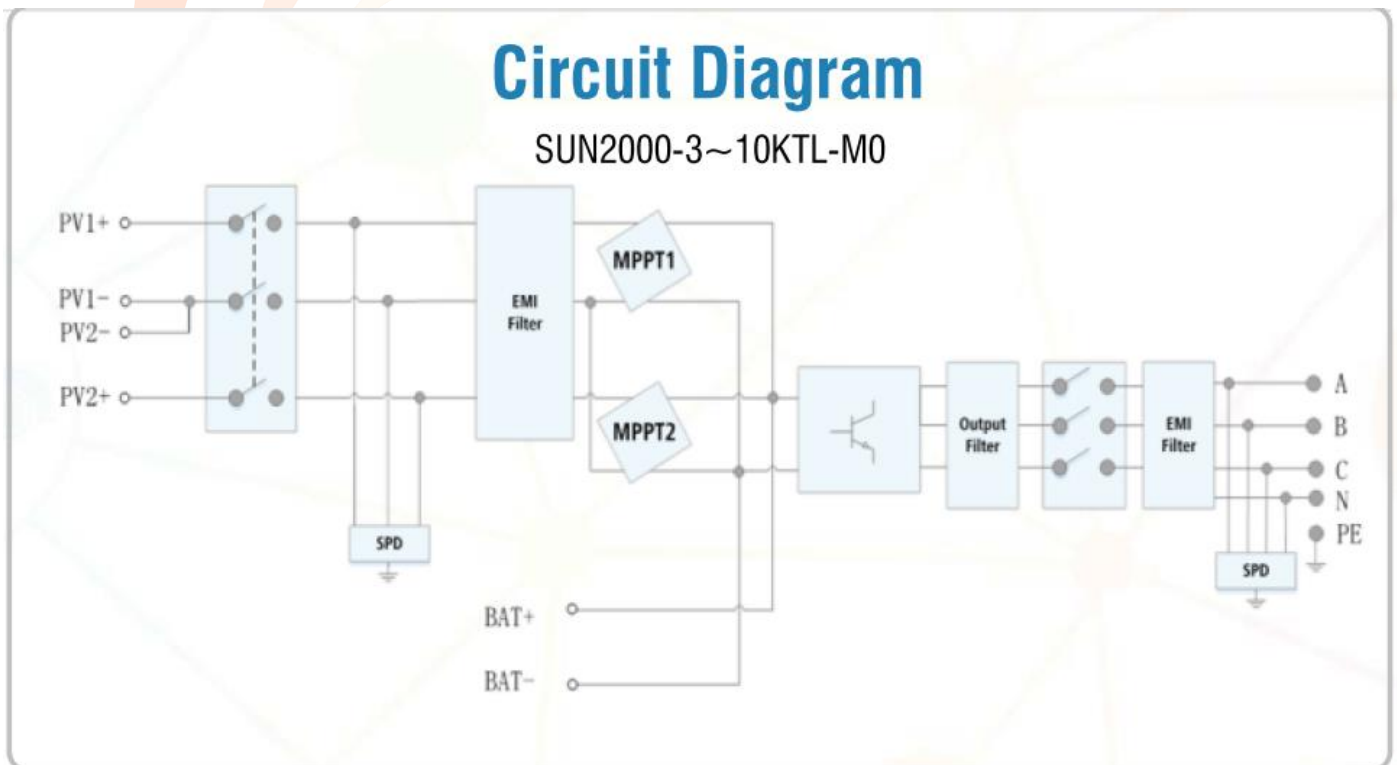 Circuit Diagram
SUN2000-3~10KTL-M0
PV1+
PV1-
PV2-
PV2+
EMI
Filter
MPPT1
MPPT2
SPD
BAT+
BAT-
Output
Filter
EMI
Filter
A
B
C
N
PE
SPD